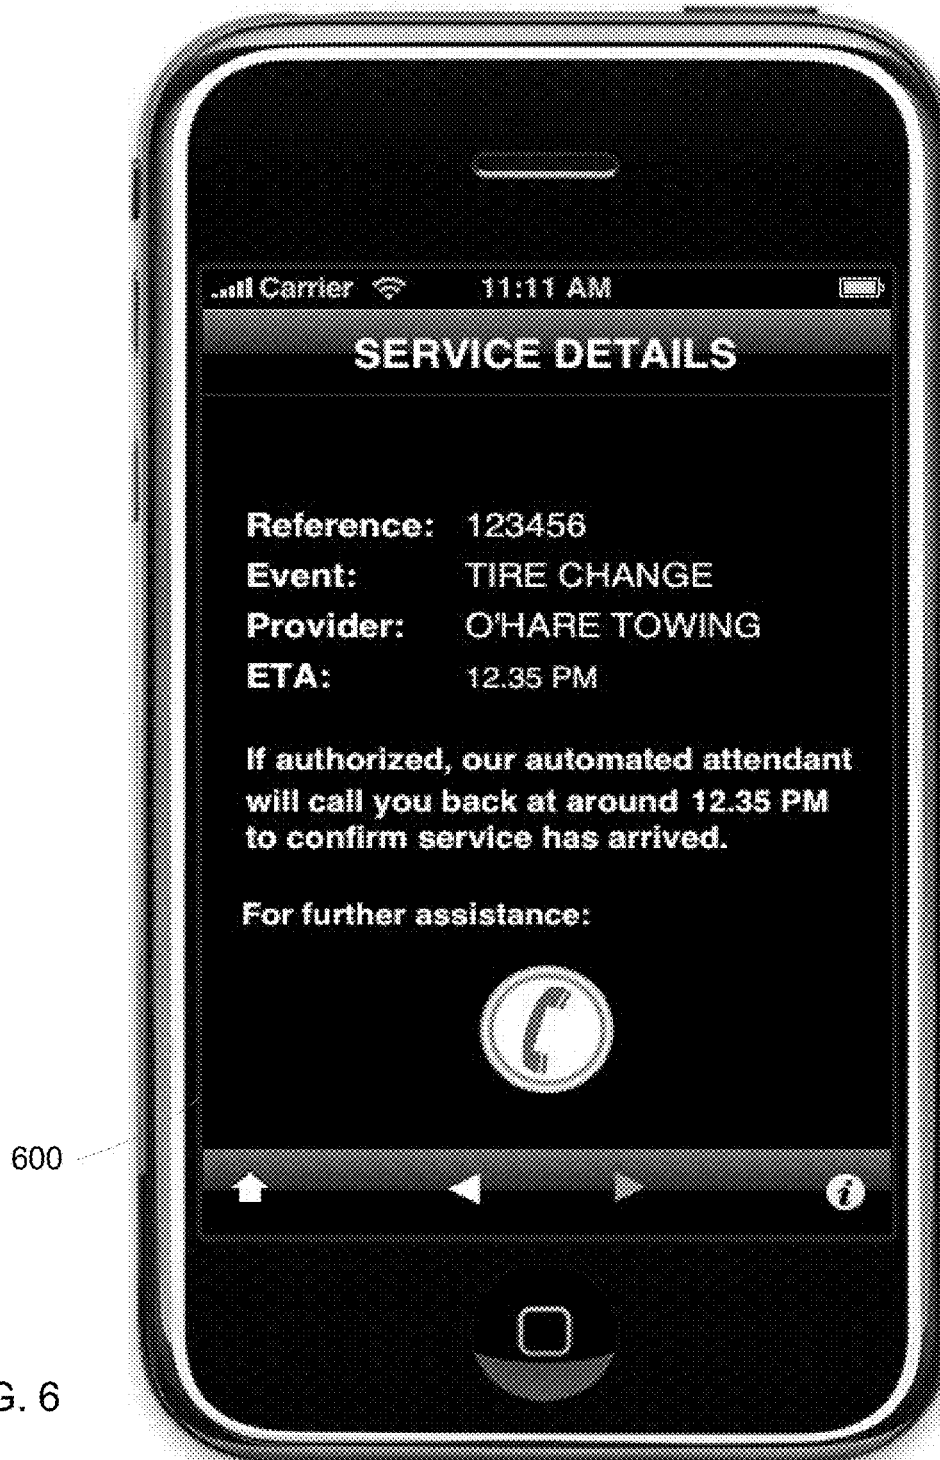 Carrier 11:11 AM
SERVICE DETAILS
Reference: 123456
Event: TIRE CHANGE
Provider: O'HARE TOWING
ETA: 12.35 PM
If authorized, our automated attendant
will call you back at around 12.35 PM
to confirm service has arrived.
For further assistance:
600
i
G. 6